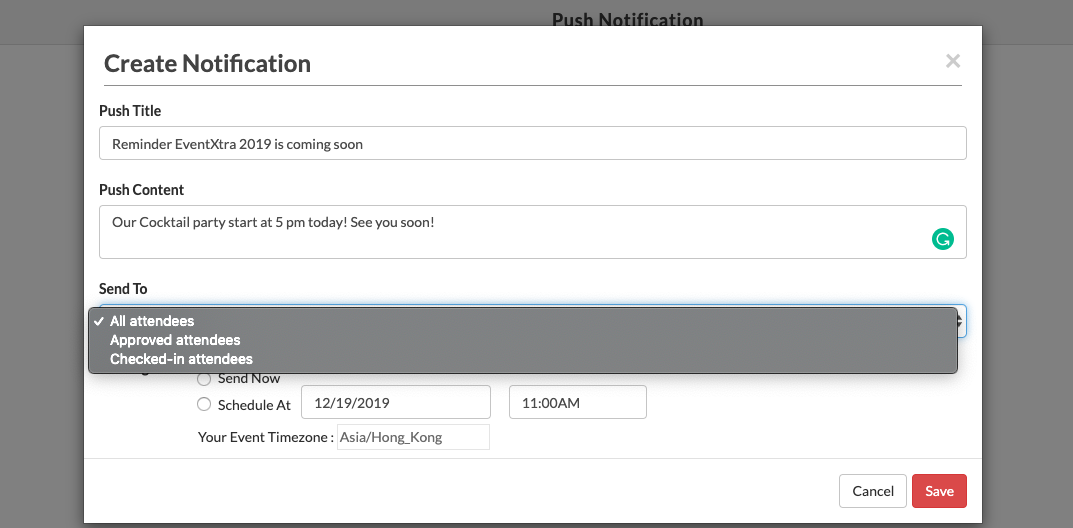 Push Notification
Create Notification
×
Push Title
Reminder EventXtra 2019 is coming soon
Push Content
Our Cocktail party start at 5 pm today! See you soon!
Send To
✓ All attendees
Approved attendees
Checked-in attendees
Send Now
Schedule At 12/19/2019 11:00AM
Your Event Timezone : Asia/Hong_Kong
Cancel Save